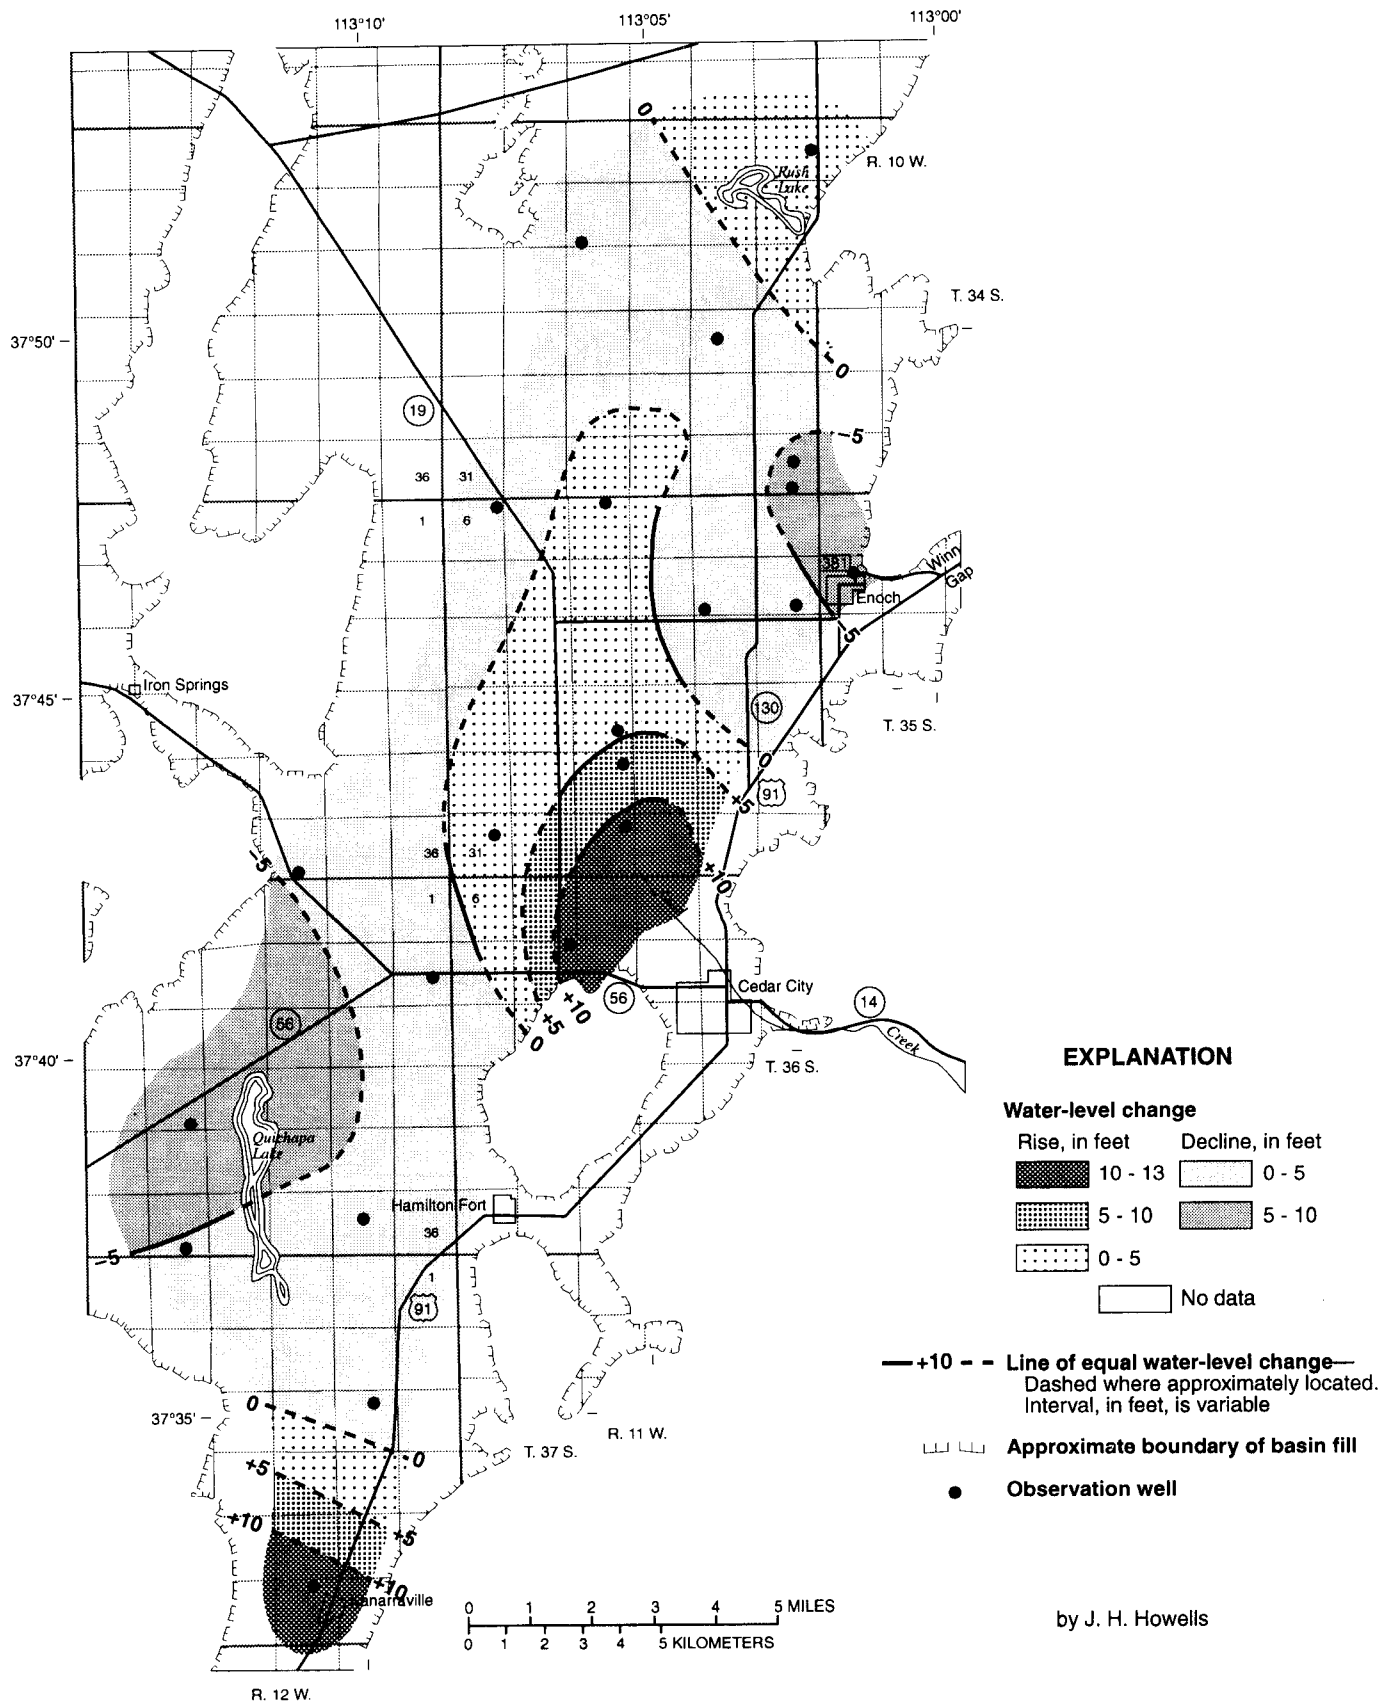 113°10'
113°05'
113°00'
0
R. 10 W.
Rush
Lake
T. 34 S.
37°50'
0
19
–5
36
31
1
6
381
Winn
Gap
Enoch
–5
Iron Springs
37°45'
130
T. 35 S.
0
91
+5
36
31
–5
+10
1
6
Cedar City
56
14
+10
+5
0
56
Creek
37°40'
T. 36 S.
Quichapa
Lake
Hamilton Fort
36
–5
1
91
0
37°35'
R. 11 W.
T. 37 S.
0
+5
+10
+5
+10
Kanarraville
R. 12 W.
0 1 2 3 4 5 MILES
0 1 2 3 4 5 KILOMETERS
EXPLANATION
Water-level change
Rise, in feet
Decline, in feet
10 - 13
0 - 5
5 - 10
5 - 10
0 - 5
No data
+10
Line of equal water-level change—
Dashed where approximately located.
Interval, in feet, is variable
Approximate boundary of basin fill
Observation well
by J. H. Howells